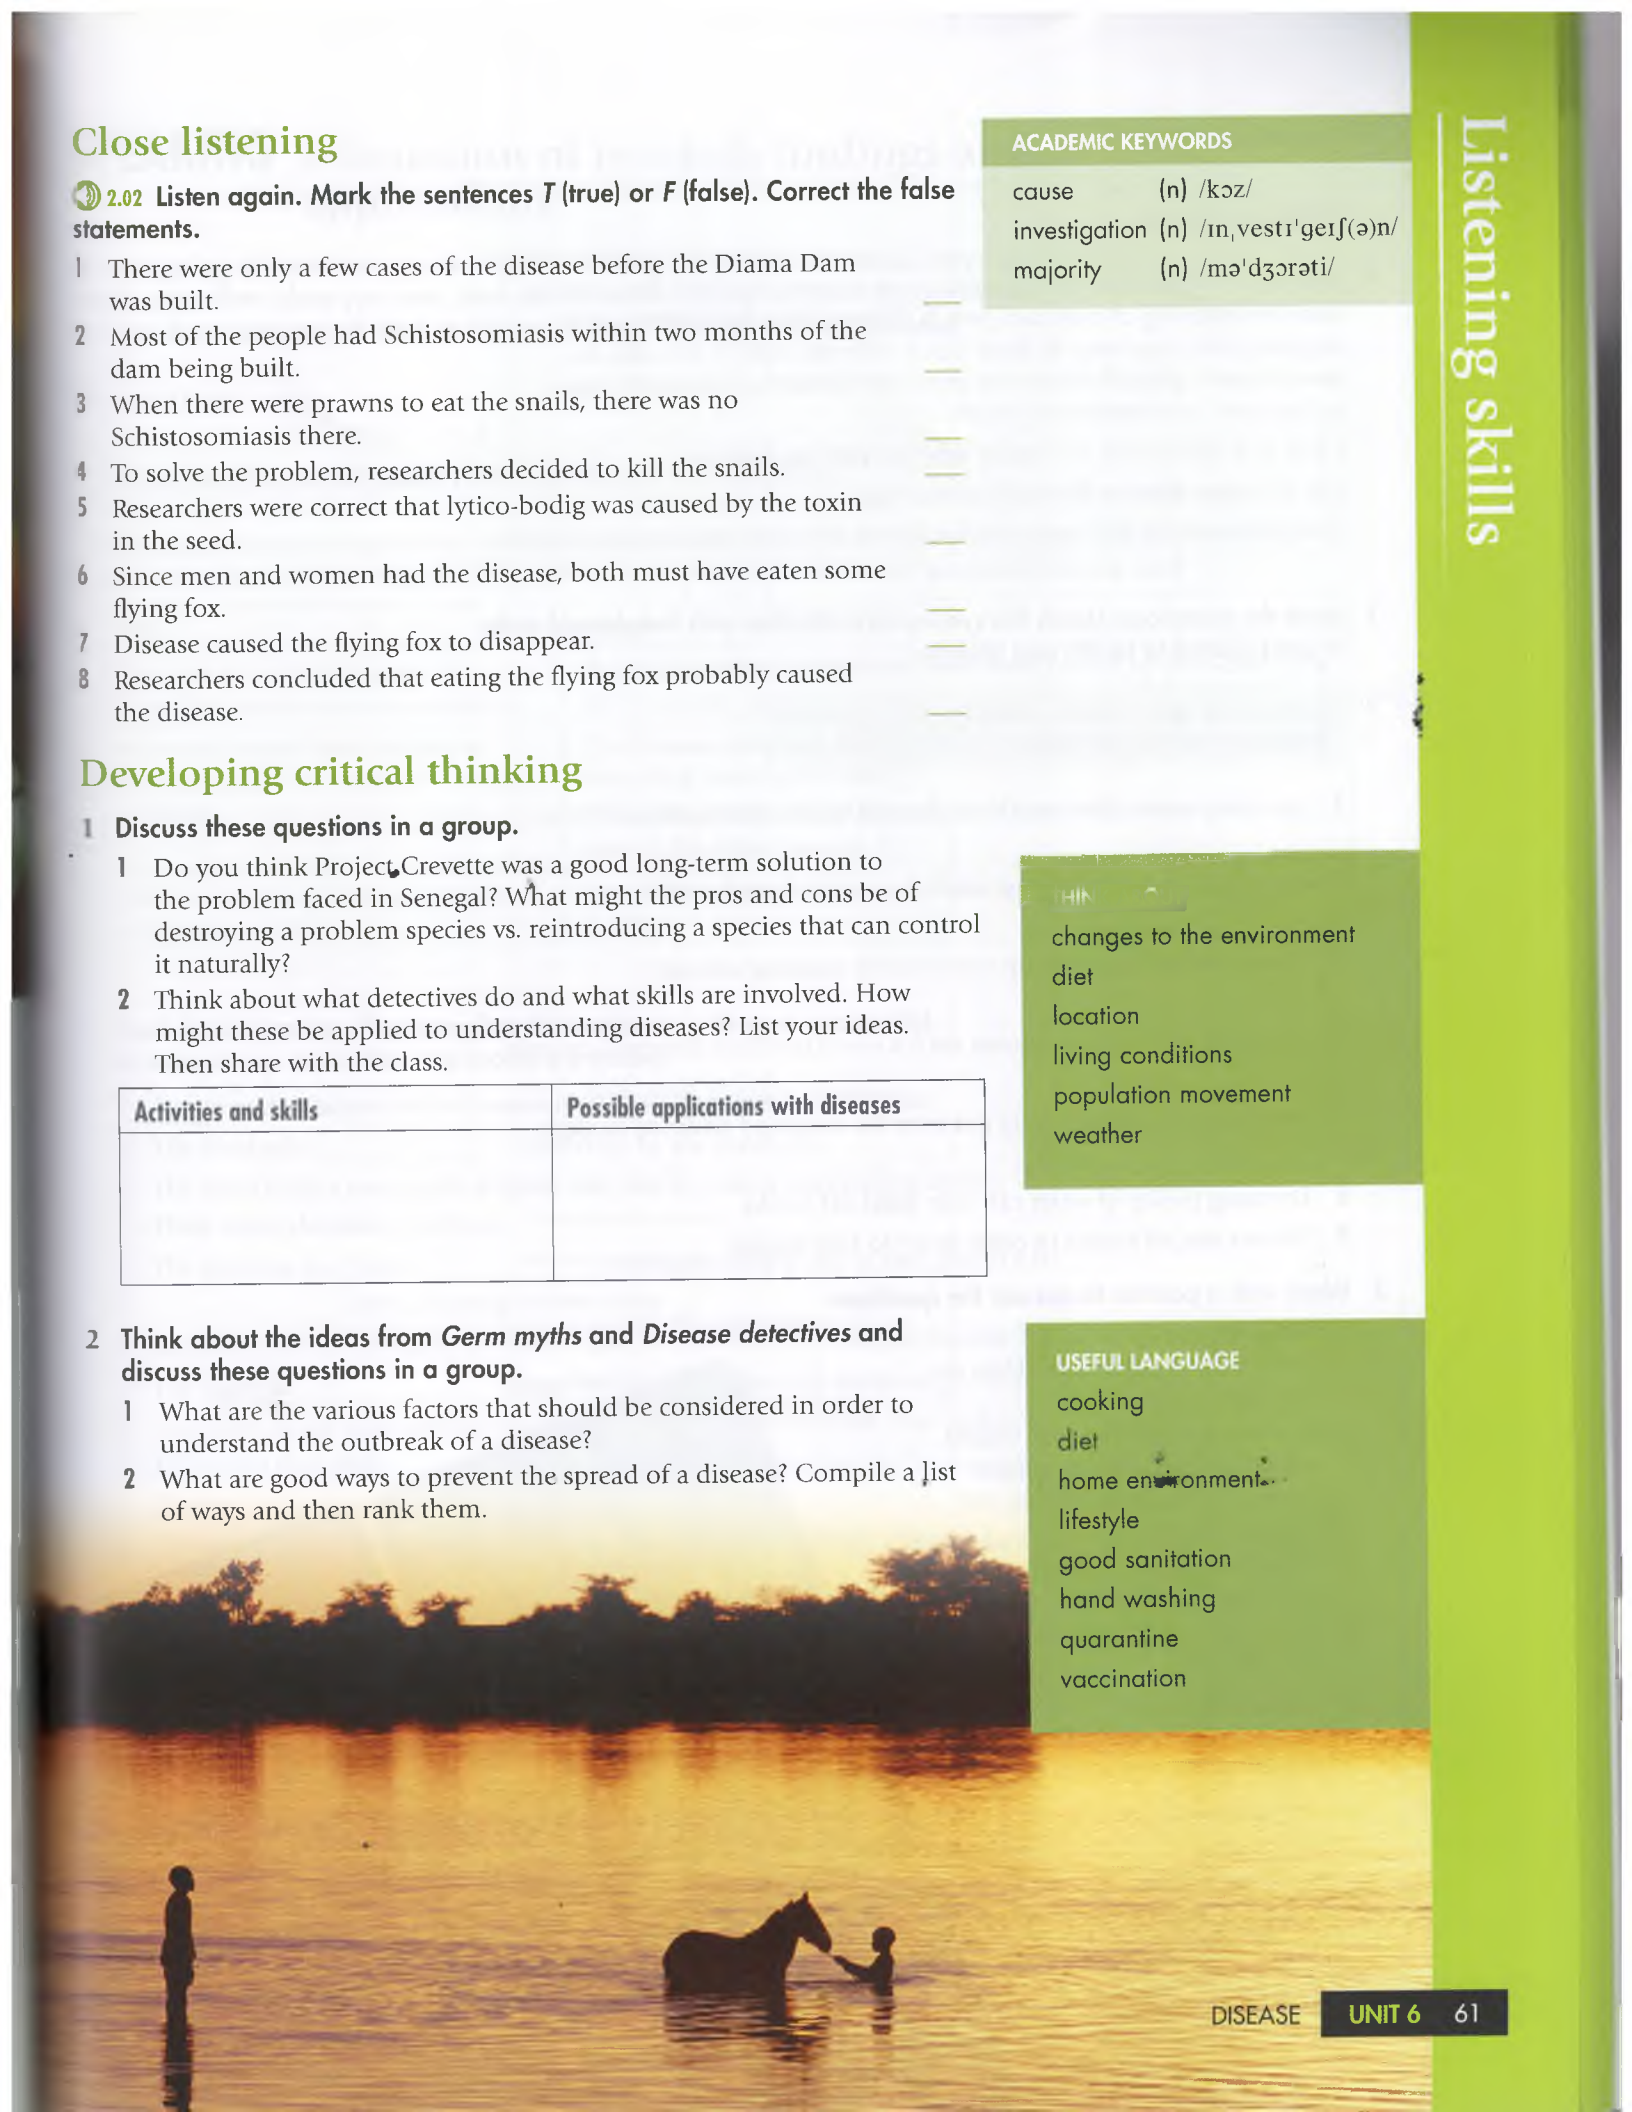 Close listening
2.02 Listen again. Mark the sentences T (true) or F (false). Correct the false
statements.
1 There were only a few cases of the disease before the Diama Dam
was built.
2 Most of the people had Schistosomiasis within two months of the
dam being built.
3 When there were prawns to eat the snails, there was no
Schistosomiasis there.
4 To solve the problem, researchers decided to kill the snails.
5 Researchers were correct that lytico-bodig was caused by the toxin
in the seed.
6 Since men and women had the disease, both must have eaten some
flying fox.
7 Disease caused the flying fox to disappear.
8 Researchers concluded that eating the flying fox probably caused
the disease.
ACADEMIC KEYWORDS
cause (n) /kɔz/
investigation (n) /ɪnˌvestɪˈɡeɪʃ(ə)n/
majority (n) /məˈdʒɔrəti/
Listening skills
Developing critical thinking
1 Discuss these questions in a group.
1 Do you think Project Crevette was a good long-term solution to
the problem faced in Senegal? What might the pros and cons be of
destroying a problem species vs. reintroducing a species that can control
it naturally?
2 Think about what detectives do and what skills are involved. How
might these be applied to understanding diseases? List your ideas.
Then share with the class.
Activities and skills
Possible applications with diseases
changes to the environment
diet
location
living conditions
population movement
weather
2 Think about the ideas from Germ myths and Disease detectives and
discuss these questions in a group.
1 What are the various factors that should be considered in order to
understand the outbreak of a disease?
2 What are good ways to prevent the spread of a disease? Compile a list
of ways and then rank them.
USEFUL LANGUAGE
cooking
diet
home environment
lifestyle
good sanitation
hand washing
quarantine
vaccination
DISEASE UNIT 6 61